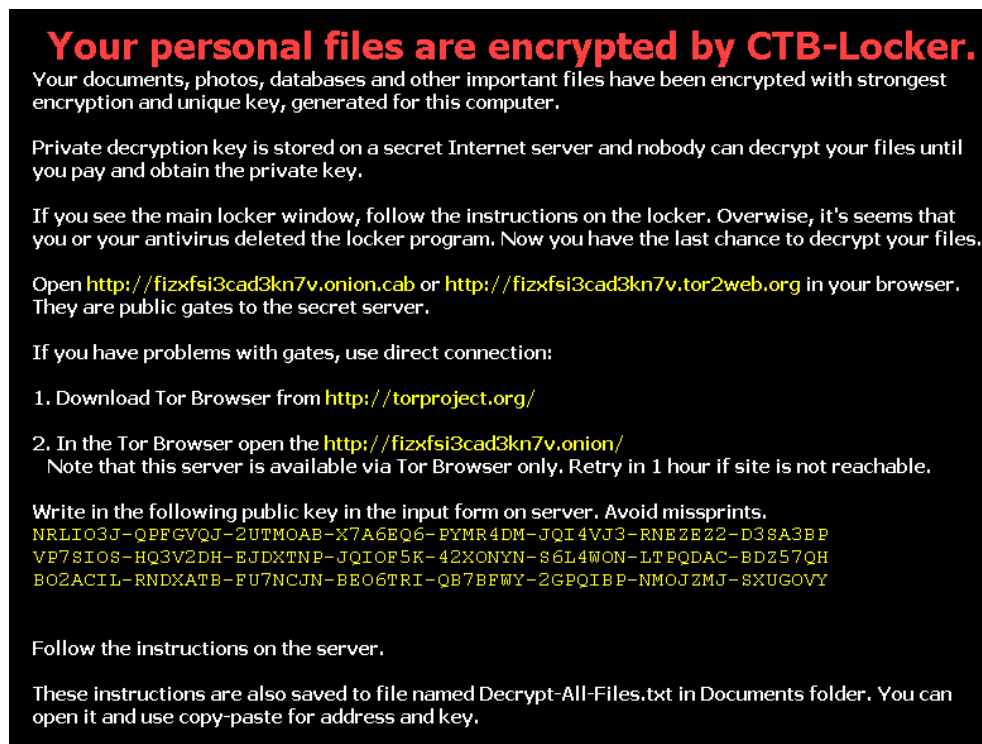 Your personal files are encrypted by CTB-Locker.
Your documents, photos, databases and other important files have been encrypted with strongest
encryption and unique key, generated for this computer.
Private decryption key is stored on a secret Internet server and nobody can decrypt your files until
you pay and obtain the private key.
If you see the main locker window, follow the instructions on the locker. Overwise, it's seems that
you or your antivirus deleted the locker program. Now you have the last chance to decrypt your files.
Open http://fizxfsi3cad3kn7v.onion.cab or http://fizxfsi3cad3kn7v.tor2web.org in your browser.
They are public gates to the secret server.
If you have problems with gates, use direct connection:
1. Download Tor Browser from http://torproject.org/
2. In the Tor Browser open the http://fizxfsi3cad3kn7v.onion/
Note that this server is available via Tor Browser only. Retry in 1 hour if site is not reachable.
Write in the following public key in the input form on server. Avoid missprints.
NRLIO3J-QPFGVQJ-2UTMOAB-X7A6EQ6-PYMR4DM-JQI4VJ3-RNEZEZ2-D3SA3BP
VP7SIOS-HQ3V2DH-EJDXTNP-JQIOF5K-42XONYN-S6L4WON-LTPQDAC-BDZ57QH
BO2ACIL-RNDXATB-FU7NCJN-BEO6TRI-QB7BFWY-2GPQIBP-NMOJZMJ-SXUGOVY
Follow the instructions on the server.
These instructions are also saved to file named Decrypt-All-Files.txt in Documents folder. You can
open it and use copy-paste for address and key.